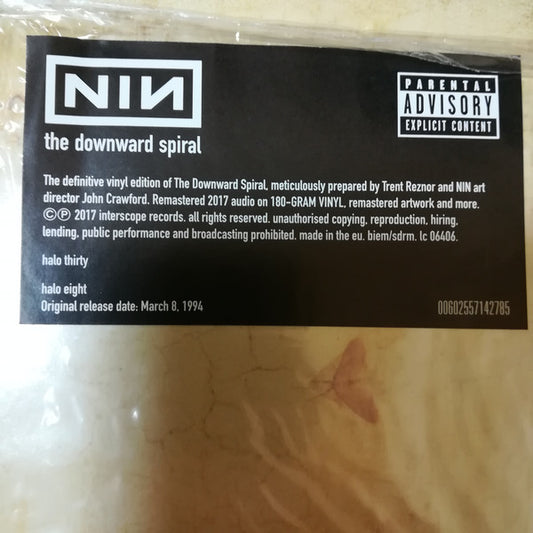 NIN
PARENTAL
ADVISORY
EXPLICIT CONTENT
the downward spiral
The definitive vinyl edition of The Downward Spiral, meticulously prepared by Trent Reznor and NIN art
director John Crawford. Remastered 2017 audio on 180-GRAM VINYL, remastered artwork and more.
©℗ 2017 interscope records. all rights reserved. unauthorised copying, reproduction, hiring,
lending, public performance and broadcasting prohibited. made in the eu. biem/sdrm. lc 06406.
halo thirty
halo eight
Original release date: March 8, 1994
00602557142785